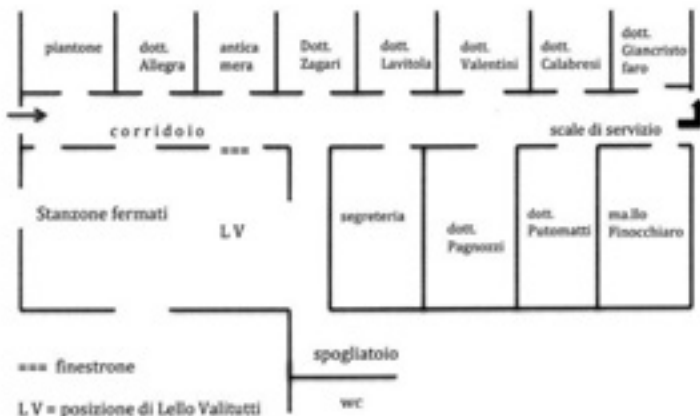 piantone
dott.
Allegra
antica
mera
Dott.
Zagari
dott.
Lavitola
dott.
Valentini
dott.
Calabresi
dott.
Giancristo
faro
corridoio
===
scale di servizio
Stanzone fermati
L V
segreteria
dott.
Pagnozzi
dott.
Putomatti
ma.llo
Finocchiaro
=== finestrone
spogliatoio
wc
L V = posizione di Lello Valitutti